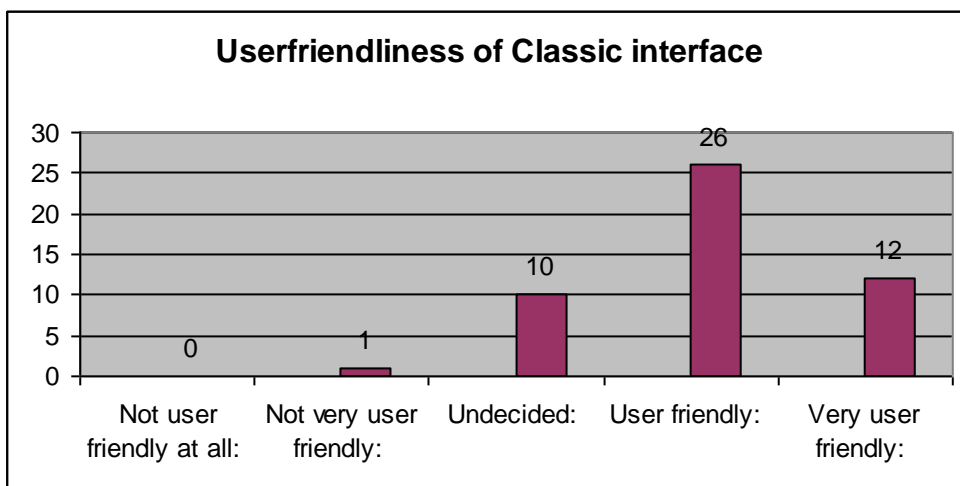 Userfriendliness of Classic interface
30
25
20
15
10
5
0
0
1
10
26
12
Not user
friendly at all:
Not very user
friendly:
Undecided:
User friendly:
Very user
friendly: